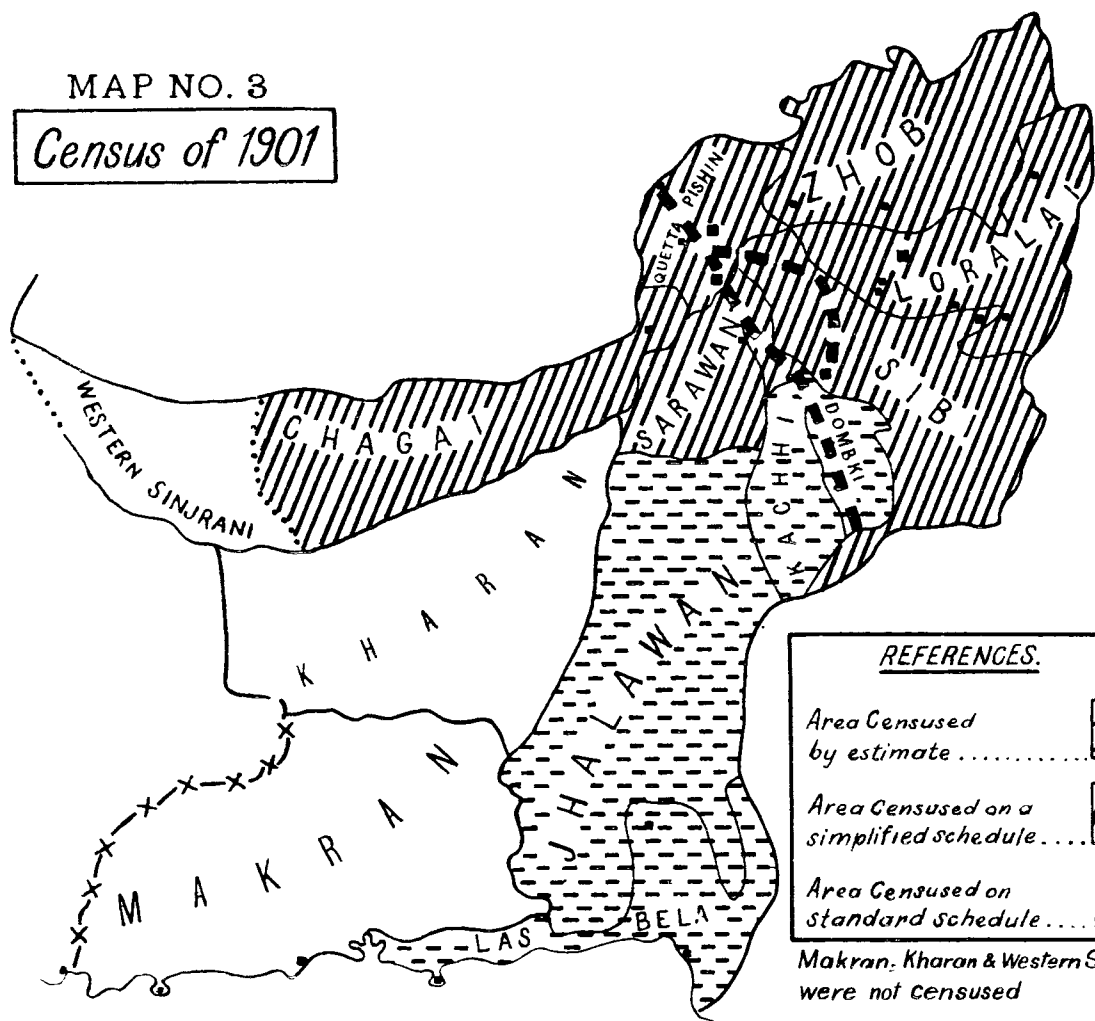 MAP NO. 3
Census of 1901
ZHOB
QUETTA PISHIN
LORALAI
SARAWAN
SIBI
DOMBKI
CHAGAI
WESTERN SINJRANI
KACHHI
KHARAN
JHALAWAN
MAKRAN
LAS BELA
REFERENCES.
Area Censused
by estimate ............
Area Censused on a
simplified schedule ....
Area Censused on
standard schedule ....
Makran, Kharan & Western S
were not censused